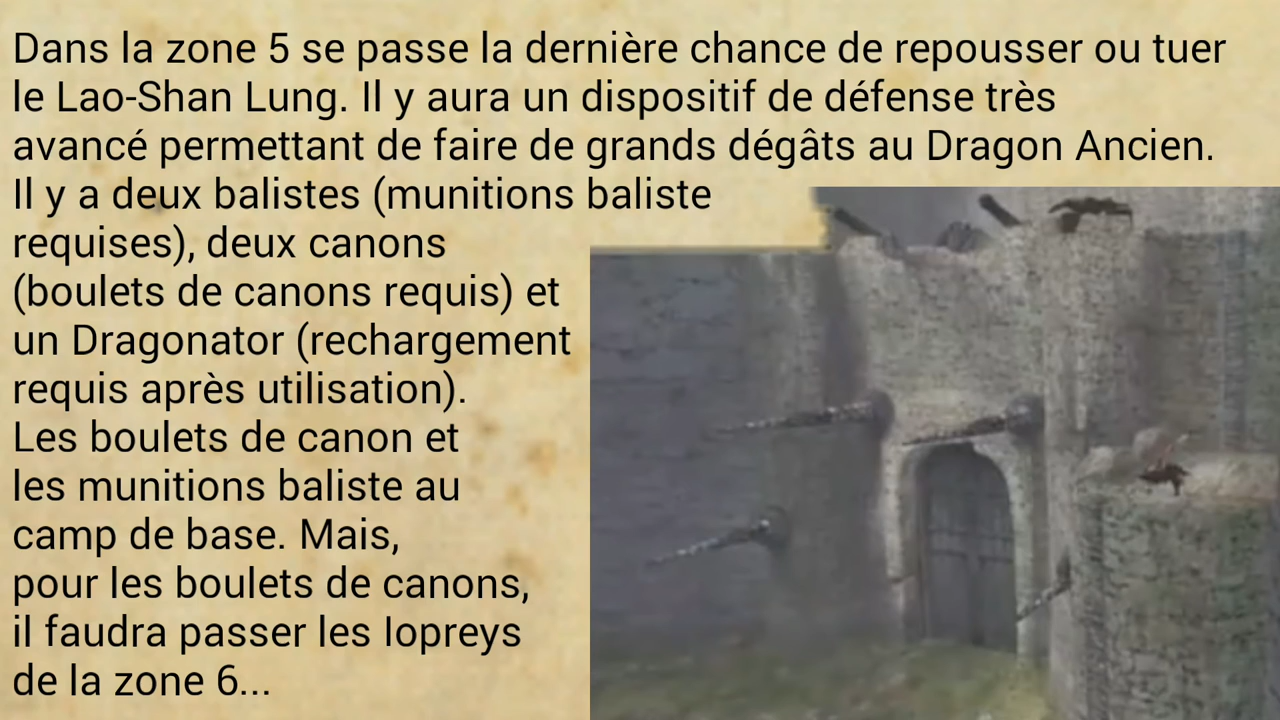 Dans la zone 5 se passe la dernière chance de repousser ou tuer
le Lao-Shan Lung. Il y aura un dispositif de défense très
avancé permettant de faire de grands dégâts au Dragon Ancien.
Il y a deux balistes (munitions baliste
requises), deux canons
(boulets de canons requis) et
un Dragonator (rechargement
requis après utilisation).
Les boulets de canon et
les munitions baliste au
camp de base. Mais,
pour les boulets de canons,
il faudra passer les Iopreys
de la zone 6...